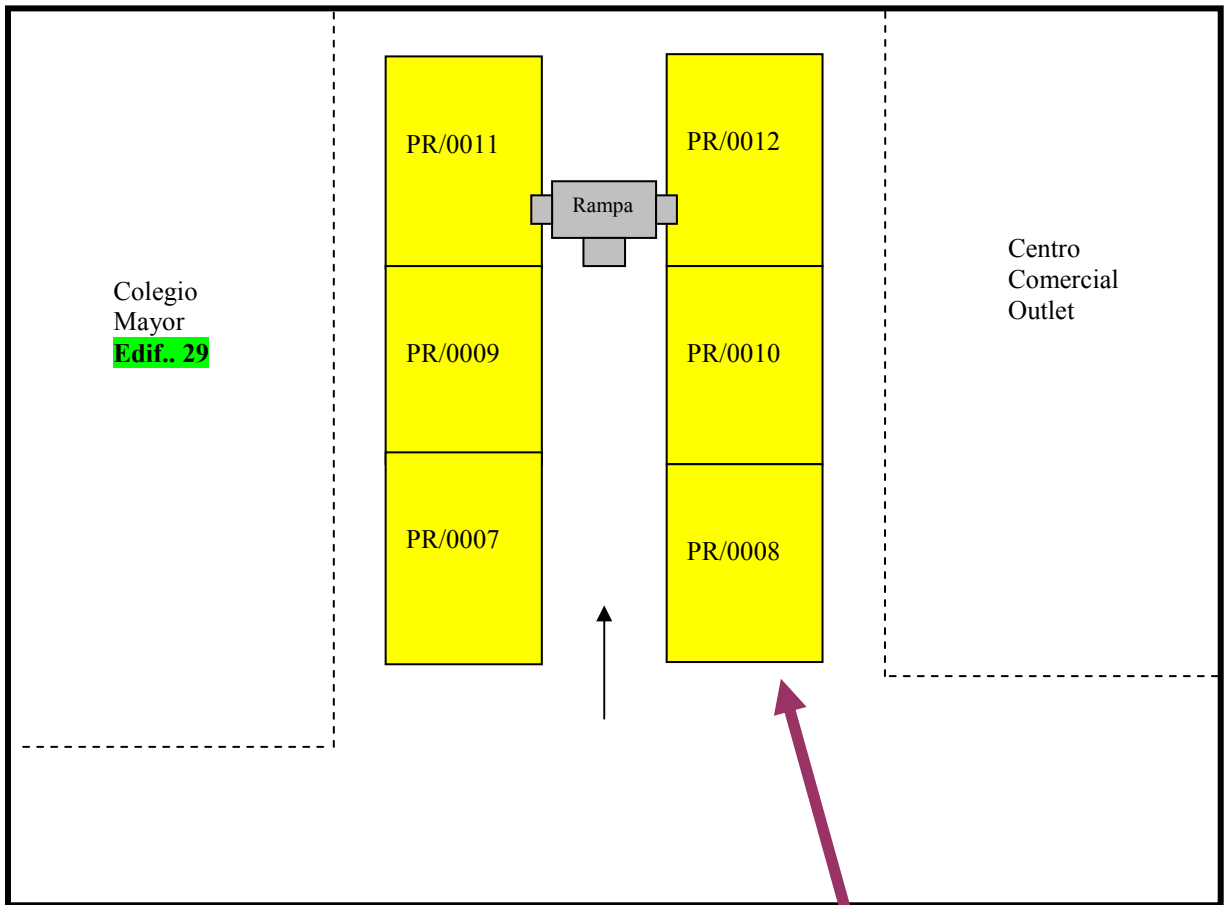 PR/0011
PR/0012
Rampa
Colegio
Mayor
Edif.. 29
Centro
Comercial
Outlet
PR/0009
PR/0010
PR/0007
PR/0008